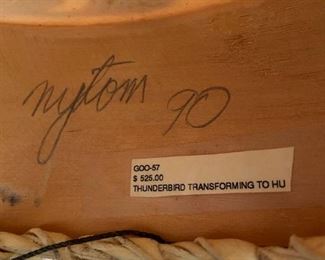 nytom 90
GOO-57
$ 525.00
THUNDERBIRD TRANSFORMING TO HU